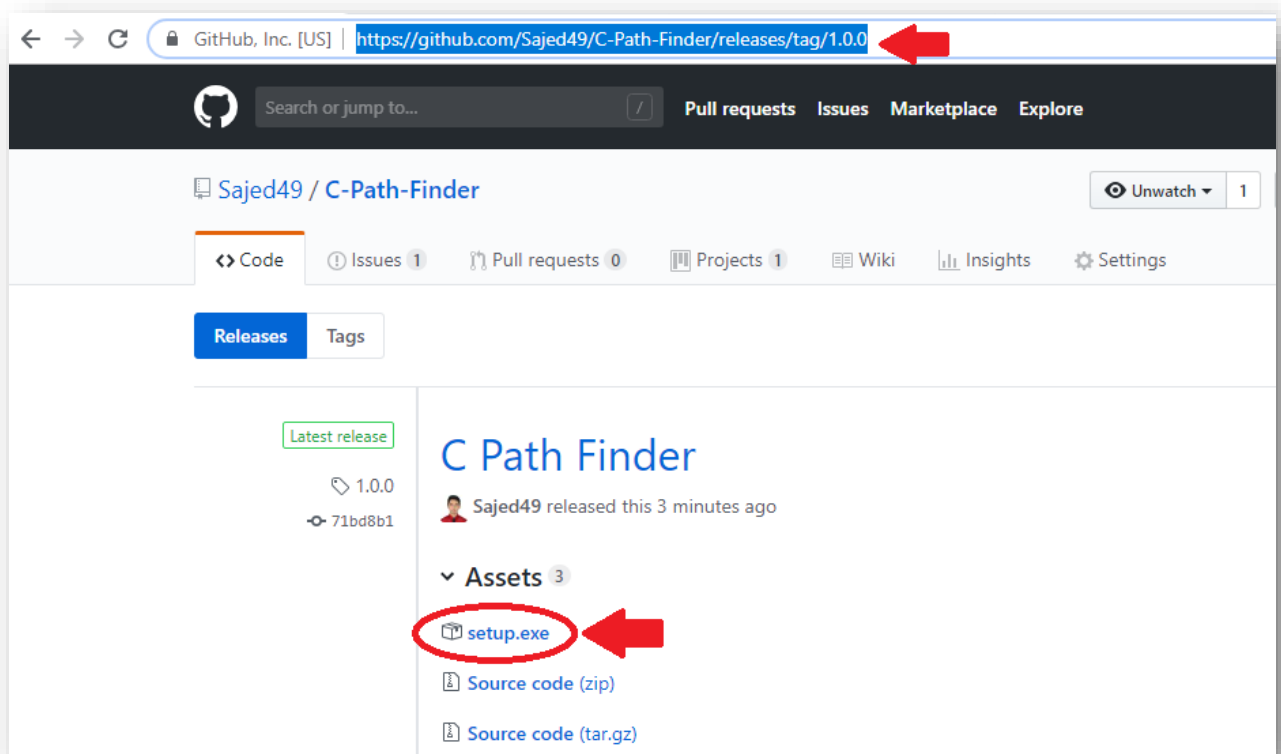 GitHub, Inc. [US] | https://github.com/Sajed49/C-Path-Finder/releases/tag/1.0.0
Search or jump to... / Pull requests Issues Marketplace Explore
Sajed49 / C-Path-Finder Unwatch 1
Code Issues 1 Pull requests 0 Projects 1 Wiki Insights Settings
Releases Tags
Latest release
C Path Finder
1.0.0
Sajed49 released this 3 minutes ago
71bd8b1
Assets 3
setup.exe
Source code (zip)
Source code (tar.gz)